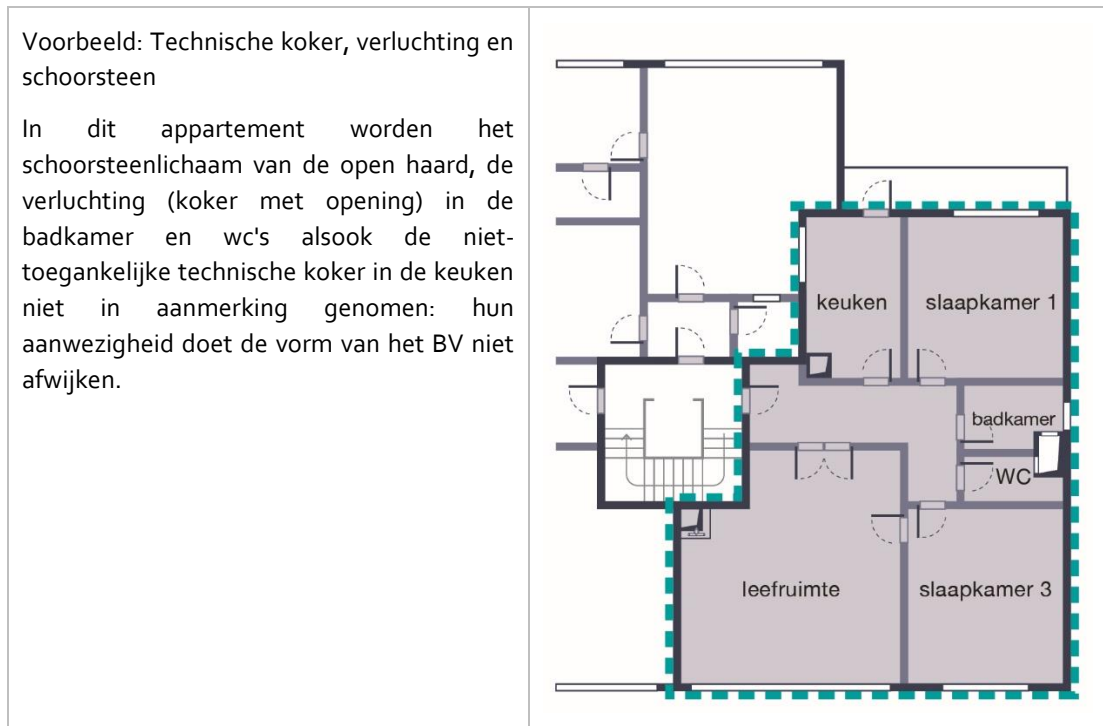 Voorbeeld: Technische koker, verluchting en
schoorsteen
In dit appartement worden het
schoorsteenlichaam van de open haard, de
verluchting (koker met opening) in de
badkamer en wc's alsook de niet-
toegankelijke technische koker in de keuken
niet in aanmerking genomen: hun
aanwezigheid doet de vorm van het BV niet
afwijken.
keuken
slaapkamer 1
badkamer
WC
leefruimte
slaapkamer 3